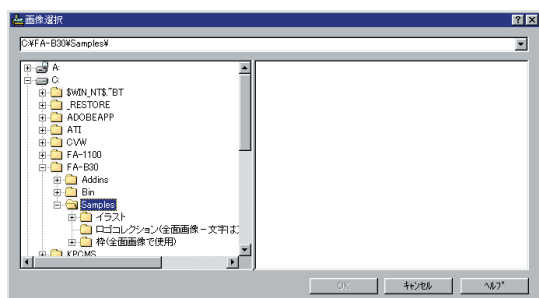 画像選択
C:¥FA-B30¥Samples¥
A:
C:
$WIN_NT$.~BT
_RESTORE
ADOBEAPP
ATI
CVW
FA-1100
FA-B30
Addins
Bin
Samples
イラスト
ロゴコレクション(全面画像-文字は
枠(全面画像で使用)
KPCMS
OK
キャンセル
ヘルプ